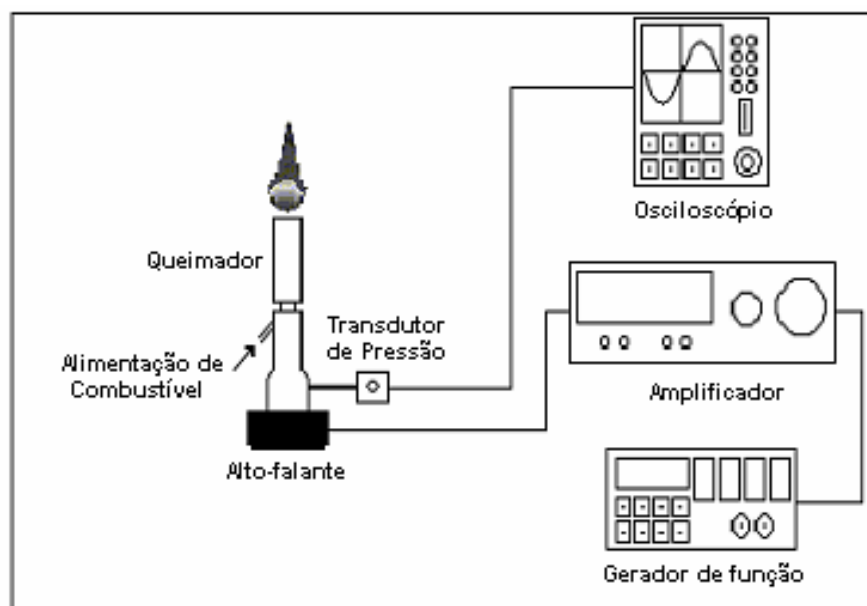 Osciloscópio
Queimador
Transdutor
de Pressão
Alimentação de
Combustível
Amplificador
Alto-falante
Gerador de função